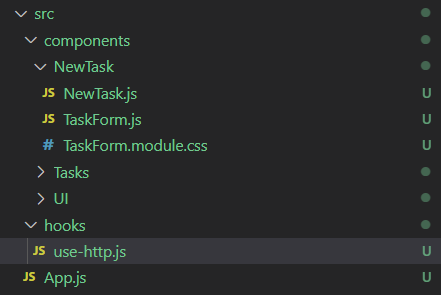 src
components
NewTask
JS NewTask.js U
JS TaskForm.js U
# TaskForm.module.css U
Tasks
UI
hooks
JS use-http.js U
JS App.js U